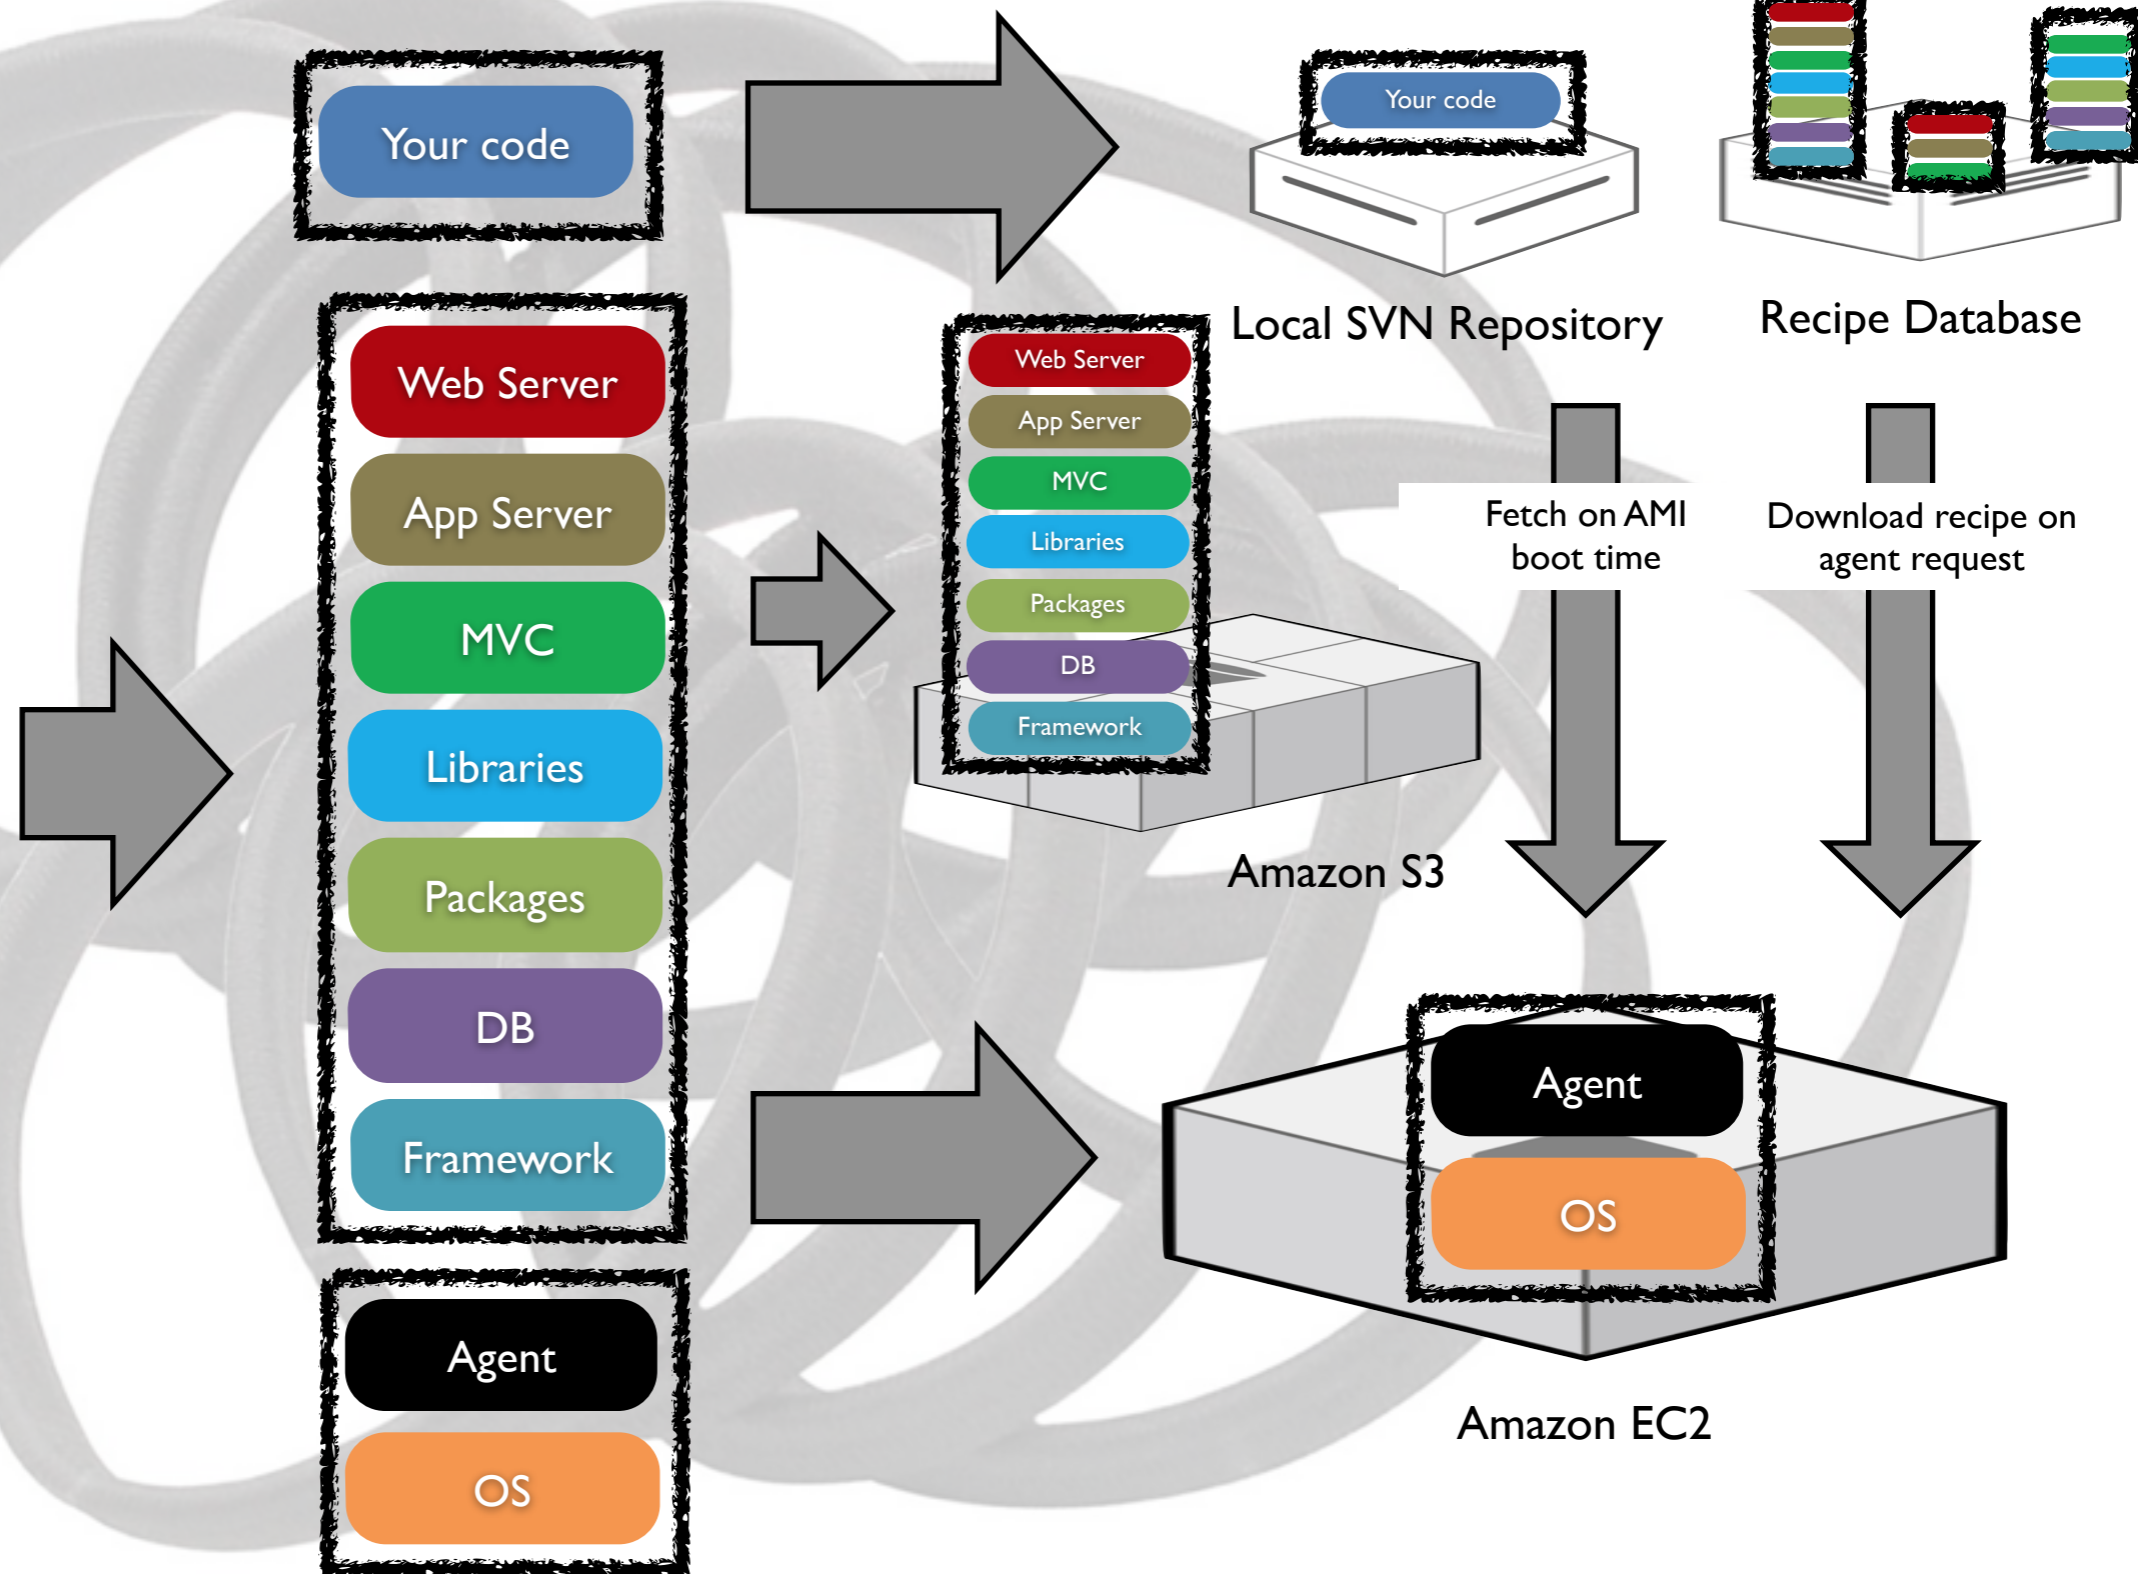 Your code
Web Server
App Server
MVC
Libraries
Packages
DB
Framework
Agent
OS
Your code
Local SVN Repository
Recipe Database
Web Server
App Server
MVC
Libraries
Packages
DB
Framework
Amazon S3
Fetch on AMI
boot time
Download recipe on
agent request
Agent
OS
Amazon EC2